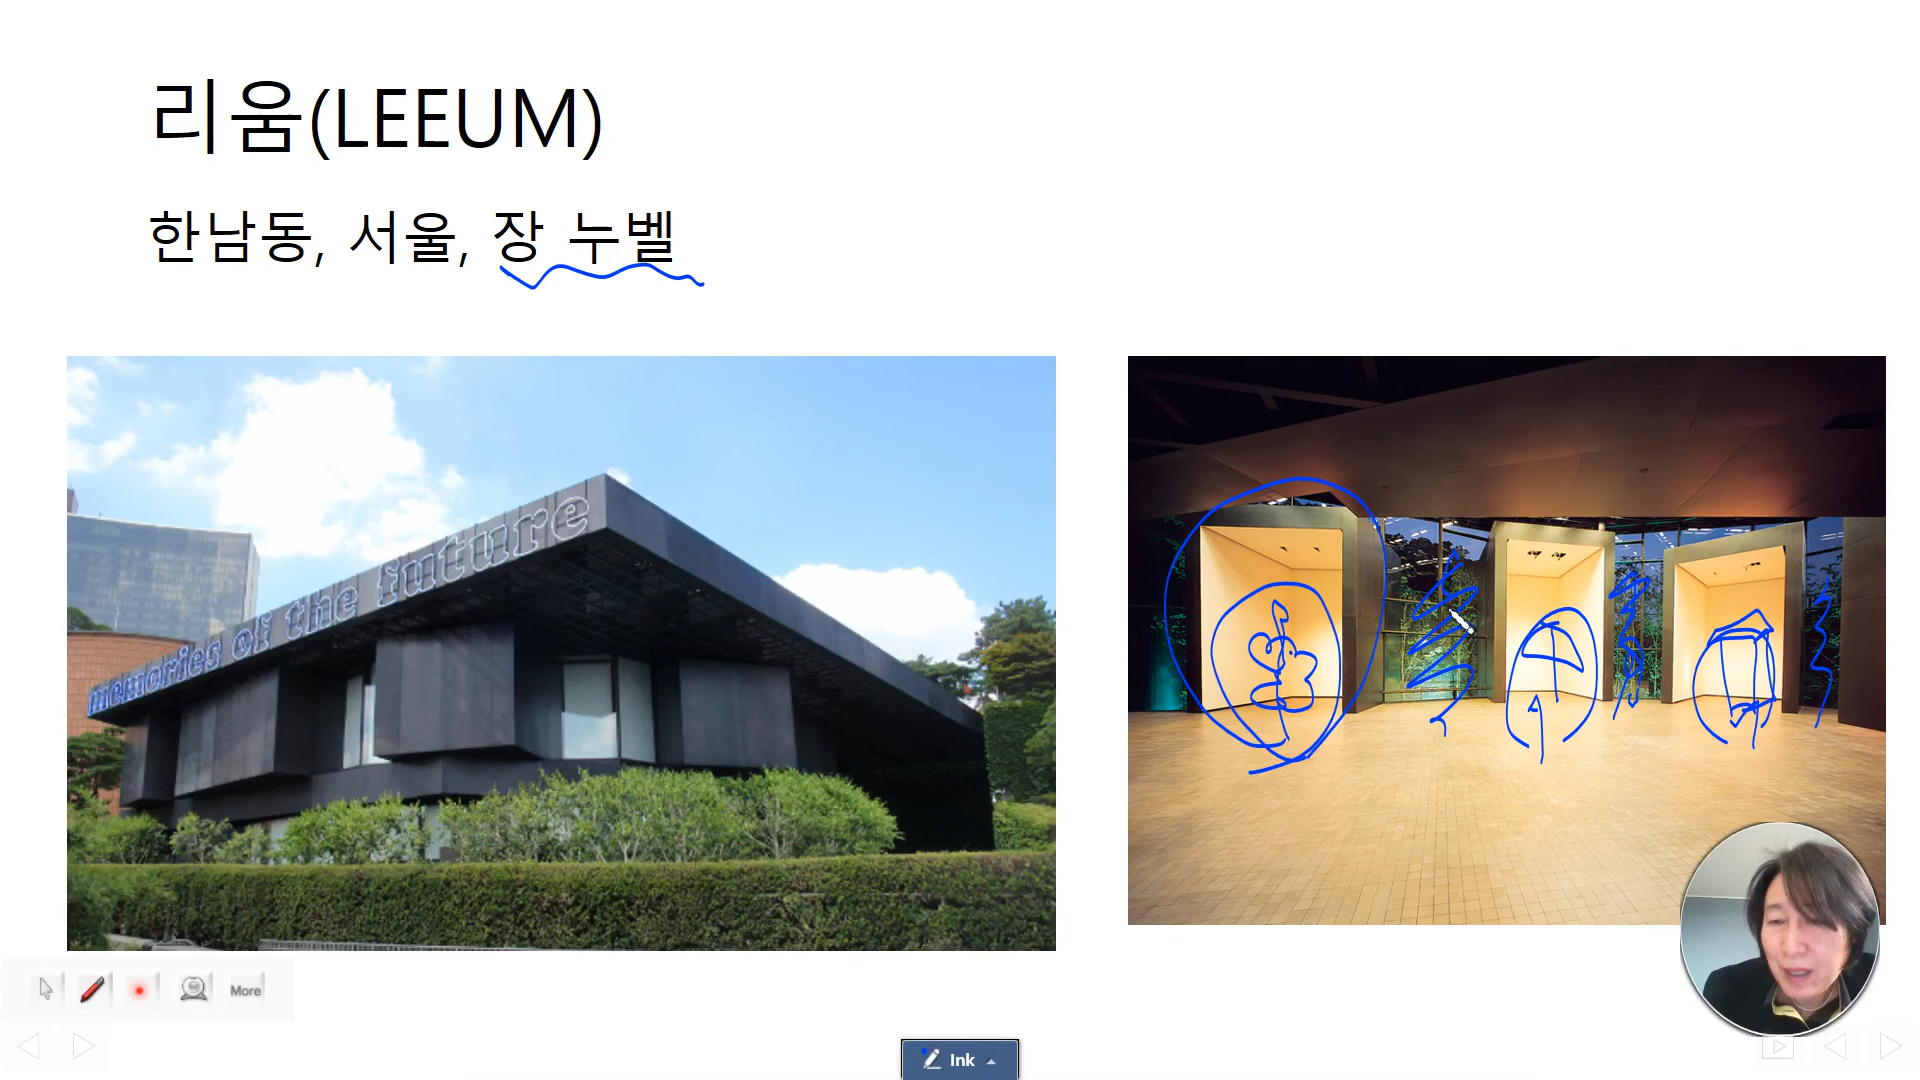 리움(LEEUM)
한남동, 서울, 장 누벨
memories of the future
More
Ink